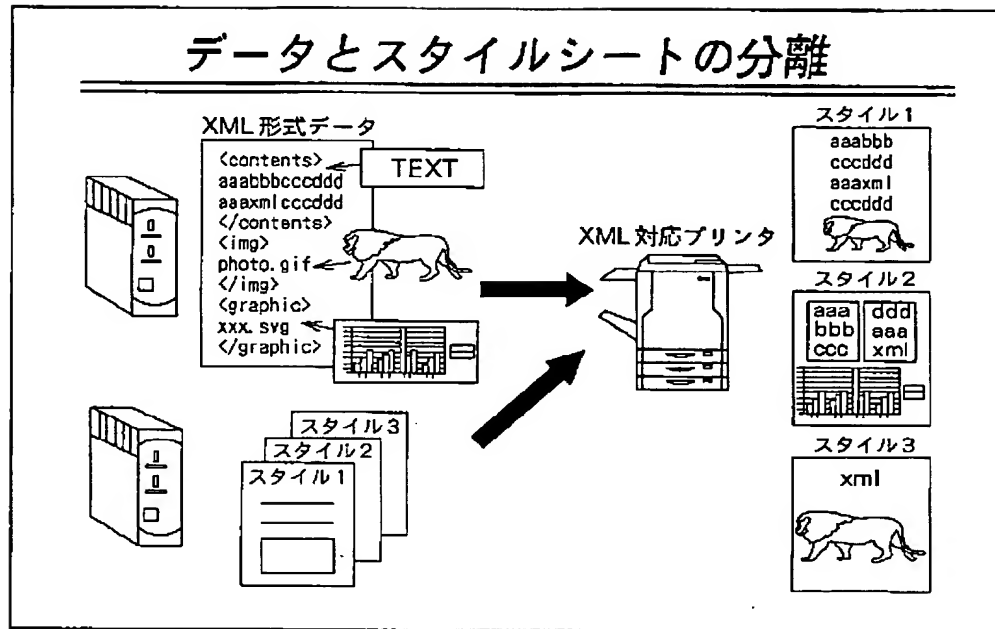 データとスタイルシートの分離
XML形式データ
<contents>
aaabbbcccddd
aaaxmlcccddd
</contents>
<img>
photo.gif
</img>
<graphic>
xxx.svg
</graphic>
TEXT
スタイル3
スタイル2
スタイル1
XML対応プリンタ
スタイル1
aaabbb
cccddd
aaaxml
cccddd
スタイル2
aaa
bbb
ccc
ddd
aaa
xml
スタイル3
xml